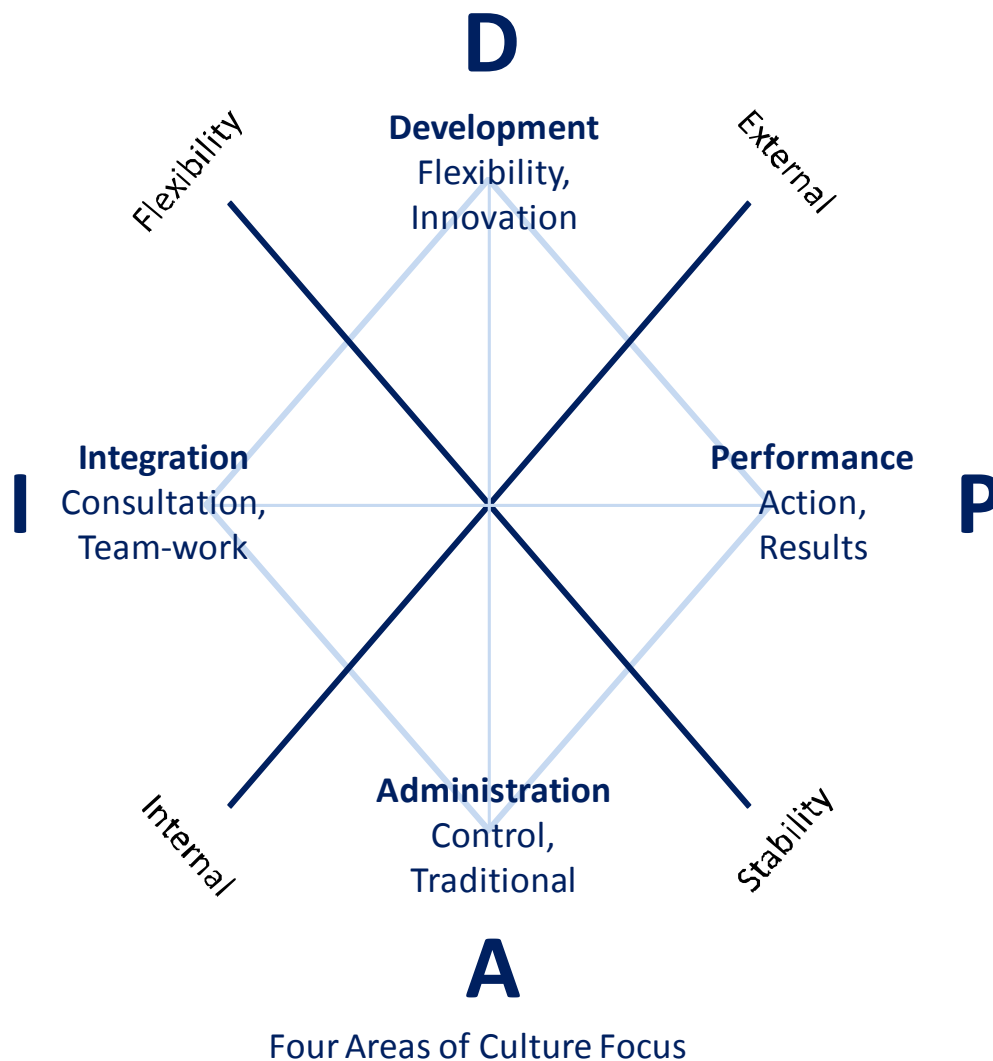 D
Flexibility
External
Development
Flexibility,
Innovation
I
Integration
Consultation,
Team-work
Performance
Action,
Results
P
Internal
Stability
Administration
Control,
Traditional
A
Four Areas of Culture Focus